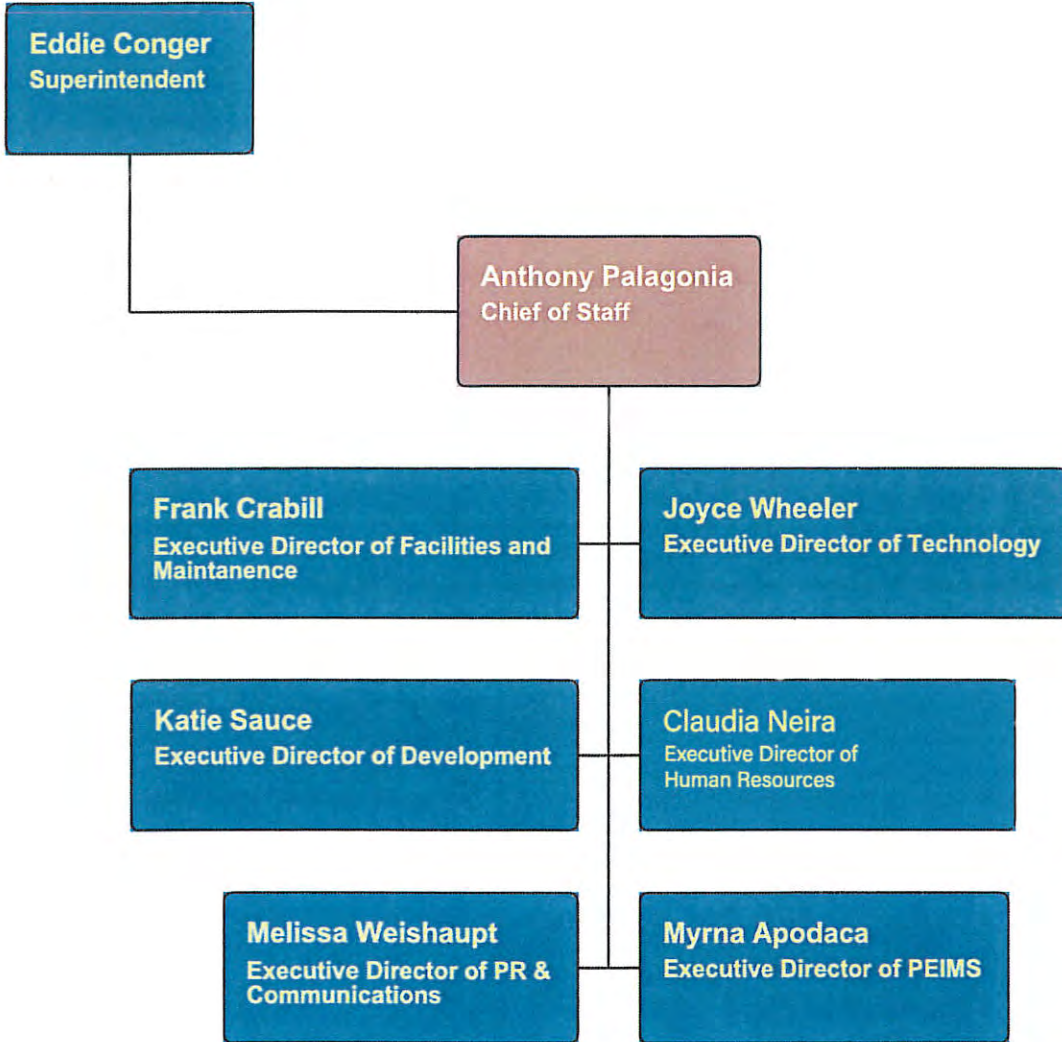 Eddie Conger
Superintendent
Anthony Palagonia
Chief of Staff
Frank Crabill
Executive Director of Facilities and
Maintanence
Joyce Wheeler
Executive Director of Technology
Katie Sauce
Executive Director of Development
Claudia Neira
Executive Director of
Human Resources
Melissa Weishaupt
Executive Director of PR &
Communications
Myrna Apodaca
Executive Director of PEIMS